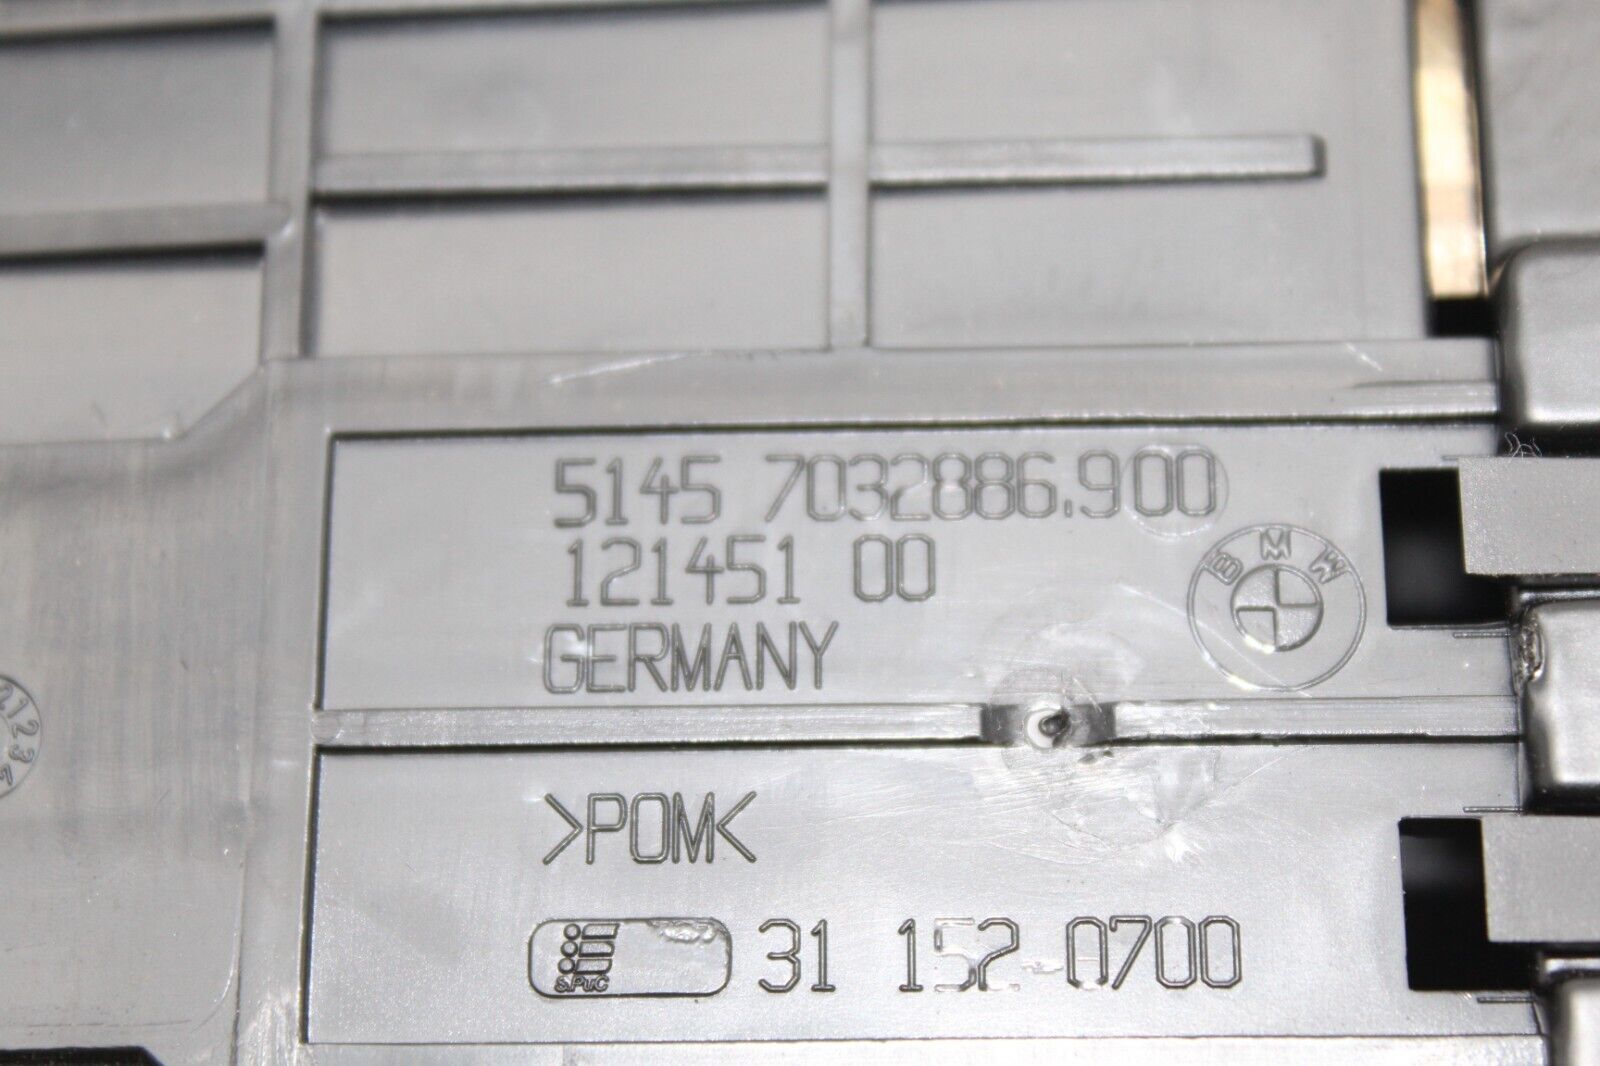 5145 7032886.900
121451 00
GERMANY
BMW
>POM<
31 152 0700